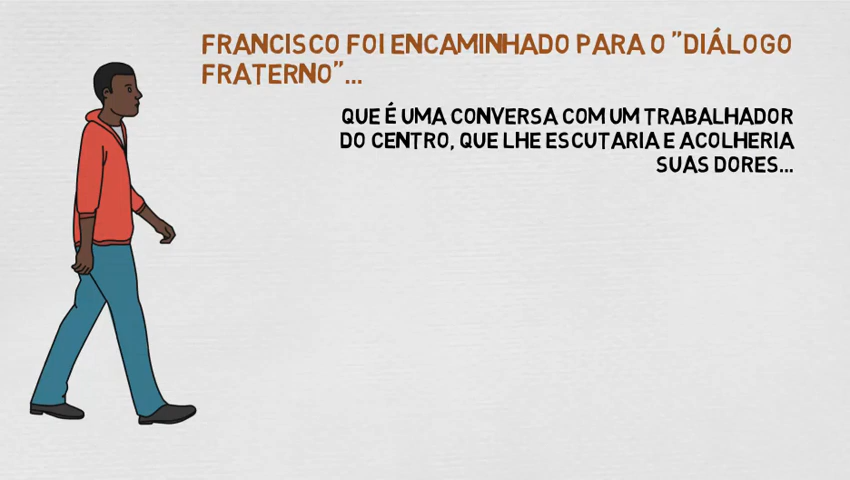 FRANCISCO FOI ENCAMINHADO PARA O "DIÁLOGO
FRATERNO"...
QUE É UMA CONVERSA COM UM TRABALHADOR
DO CENTRO, QUE LHE ESCUTARIA E ACOLHERIA
SUAS DORES...